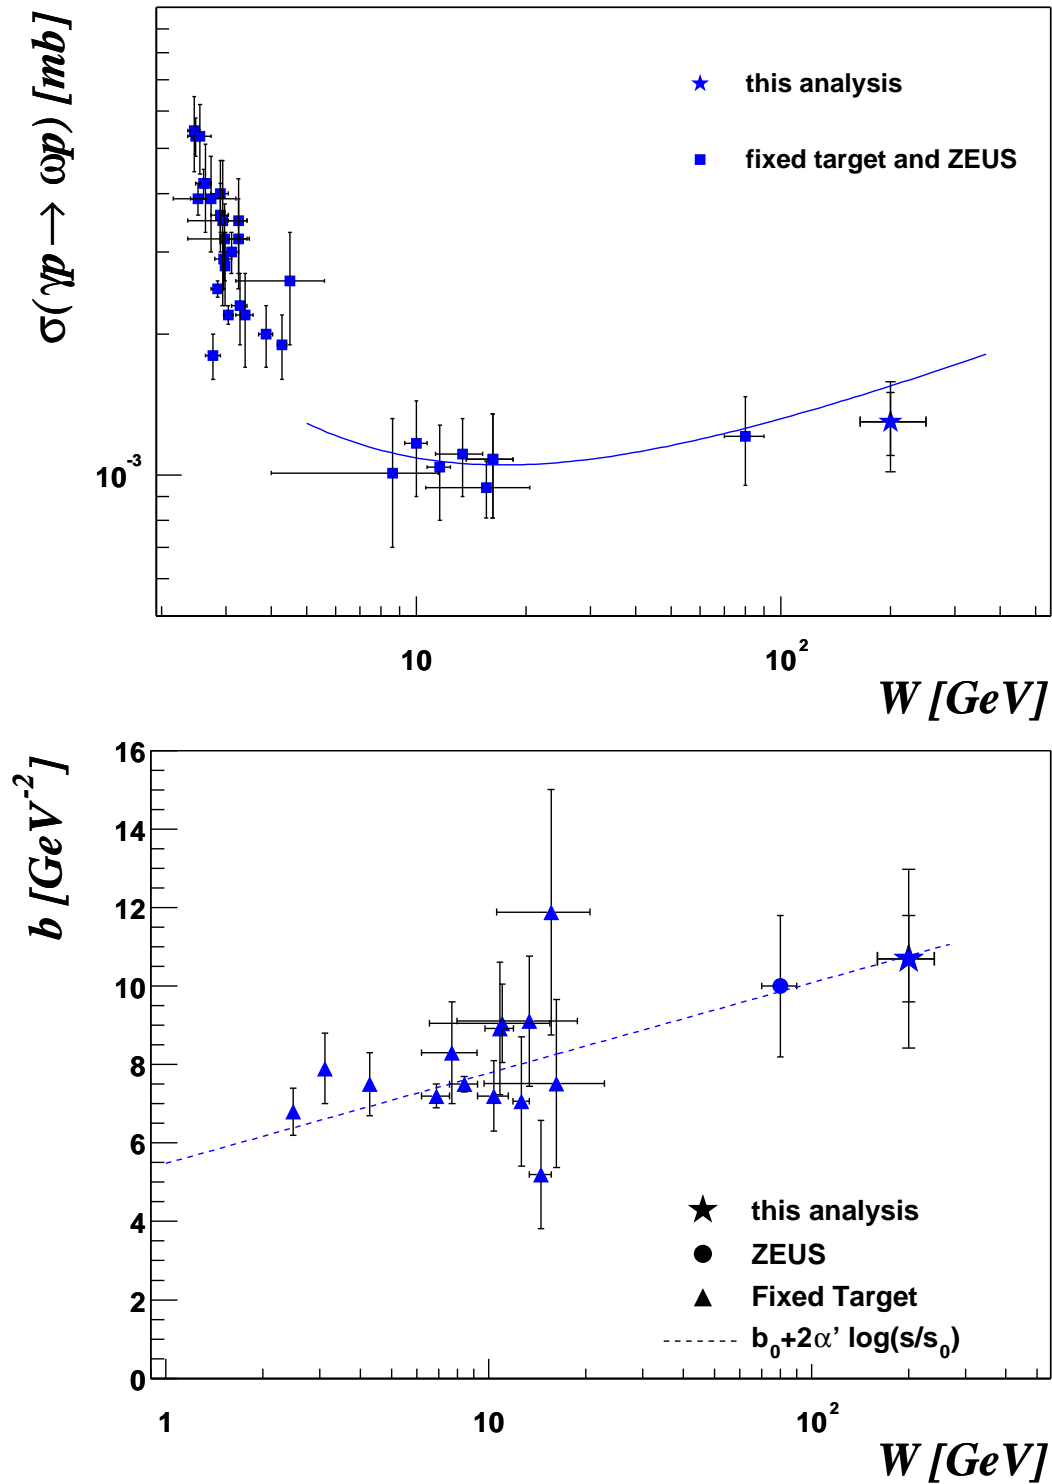 σ(γp → ωp) [mb]
this analysis
fixed target and ZEUS
10⁻³
10
10²
W [GeV]
b [GeV⁻²]
16
14
12
10
8
6
4
2
0
this analysis
ZEUS
Fixed Target
b₀+2α’ log(s/s₀)
1
10
10²
W [GeV]